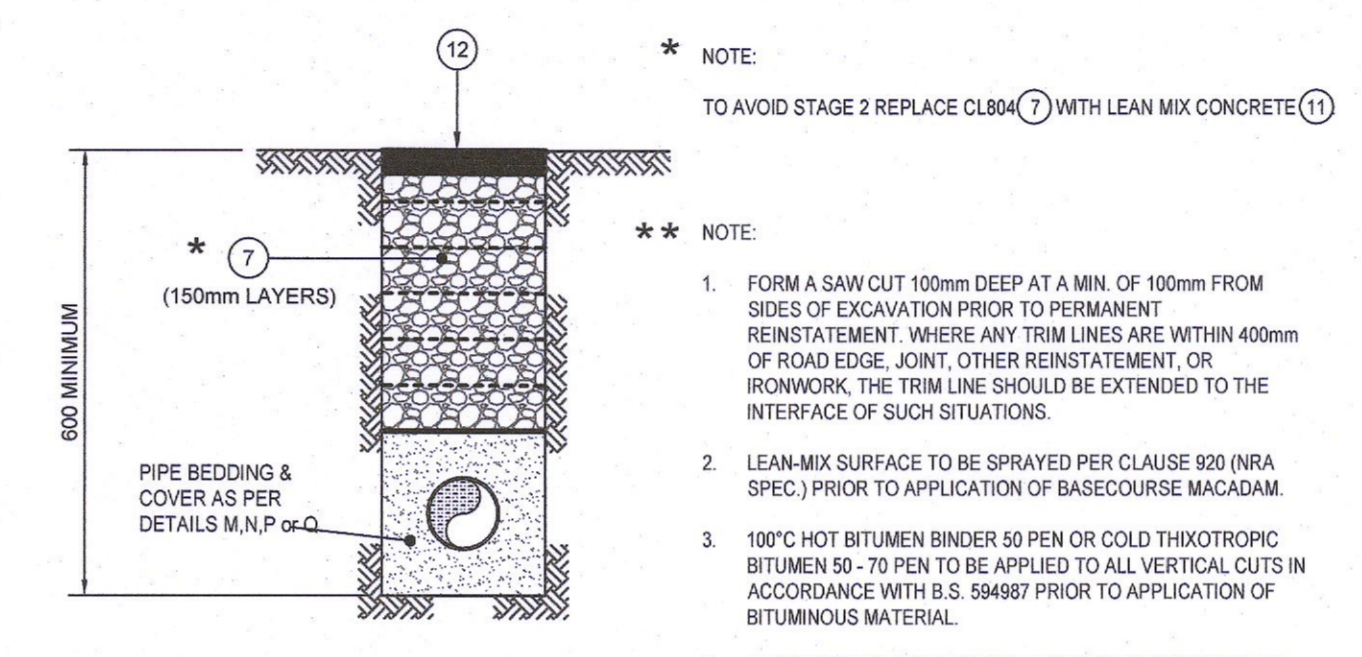 12
*
7
(150mm LAYERS)
600 MINIMUM
PIPE BEDDING &
COVER AS PER
DETAILS M,N,P or Q
* NOTE:
TO AVOID STAGE 2 REPLACE CL804 7 WITH LEAN MIX CONCRETE 11.
** NOTE:
1. FORM A SAW CUT 100mm DEEP AT A MIN. OF 100mm FROM
SIDES OF EXCAVATION PRIOR TO PERMANENT
REINSTATEMENT. WHERE ANY TRIM LINES ARE WITHIN 400mm
OF ROAD EDGE, JOINT, OTHER REINSTATEMENT, OR
IRONWORK, THE TRIM LINE SHOULD BE EXTENDED TO THE
INTERFACE OF SUCH SITUATIONS.
2. LEAN-MIX SURFACE TO BE SPRAYED PER CLAUSE 920 (NRA
SPEC.) PRIOR TO APPLICATION OF BASECOURSE MACADAM.
3. 100°C HOT BITUMEN BINDER 50 PEN OR COLD THIXOTROPIC
BITUMEN 50 - 70 PEN TO BE APPLIED TO ALL VERTICAL CUTS IN
ACCORDANCE WITH B.S. 594987 PRIOR TO APPLICATION OF
BITUMINOUS MATERIAL.